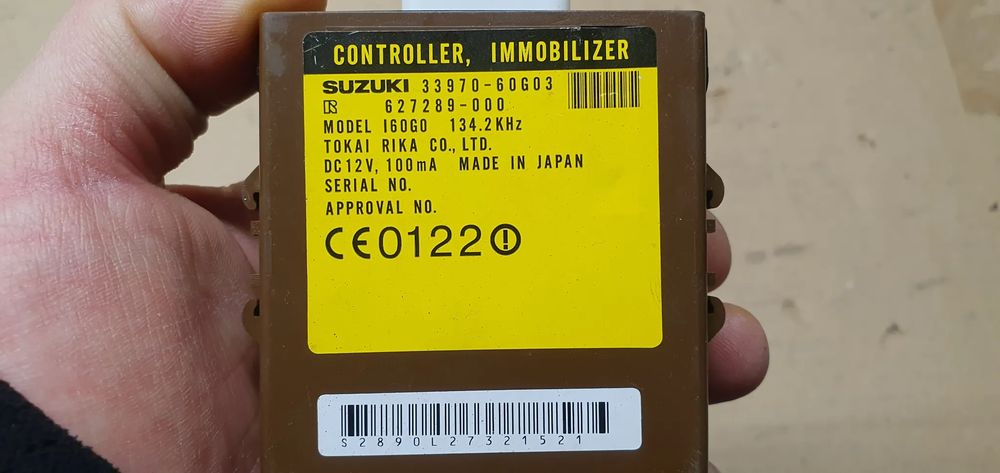 CONTROLLER, IMMOBILIZER
SUZUKI 33970-60G03
R 627289-000
MODEL I60G0 134.2KHz
TOKAI RIKA CO., LTD.
DC12V, 100mA MADE IN JAPAN
SERIAL NO.
APPROVAL NO.
CE0122!
S2890L27321521